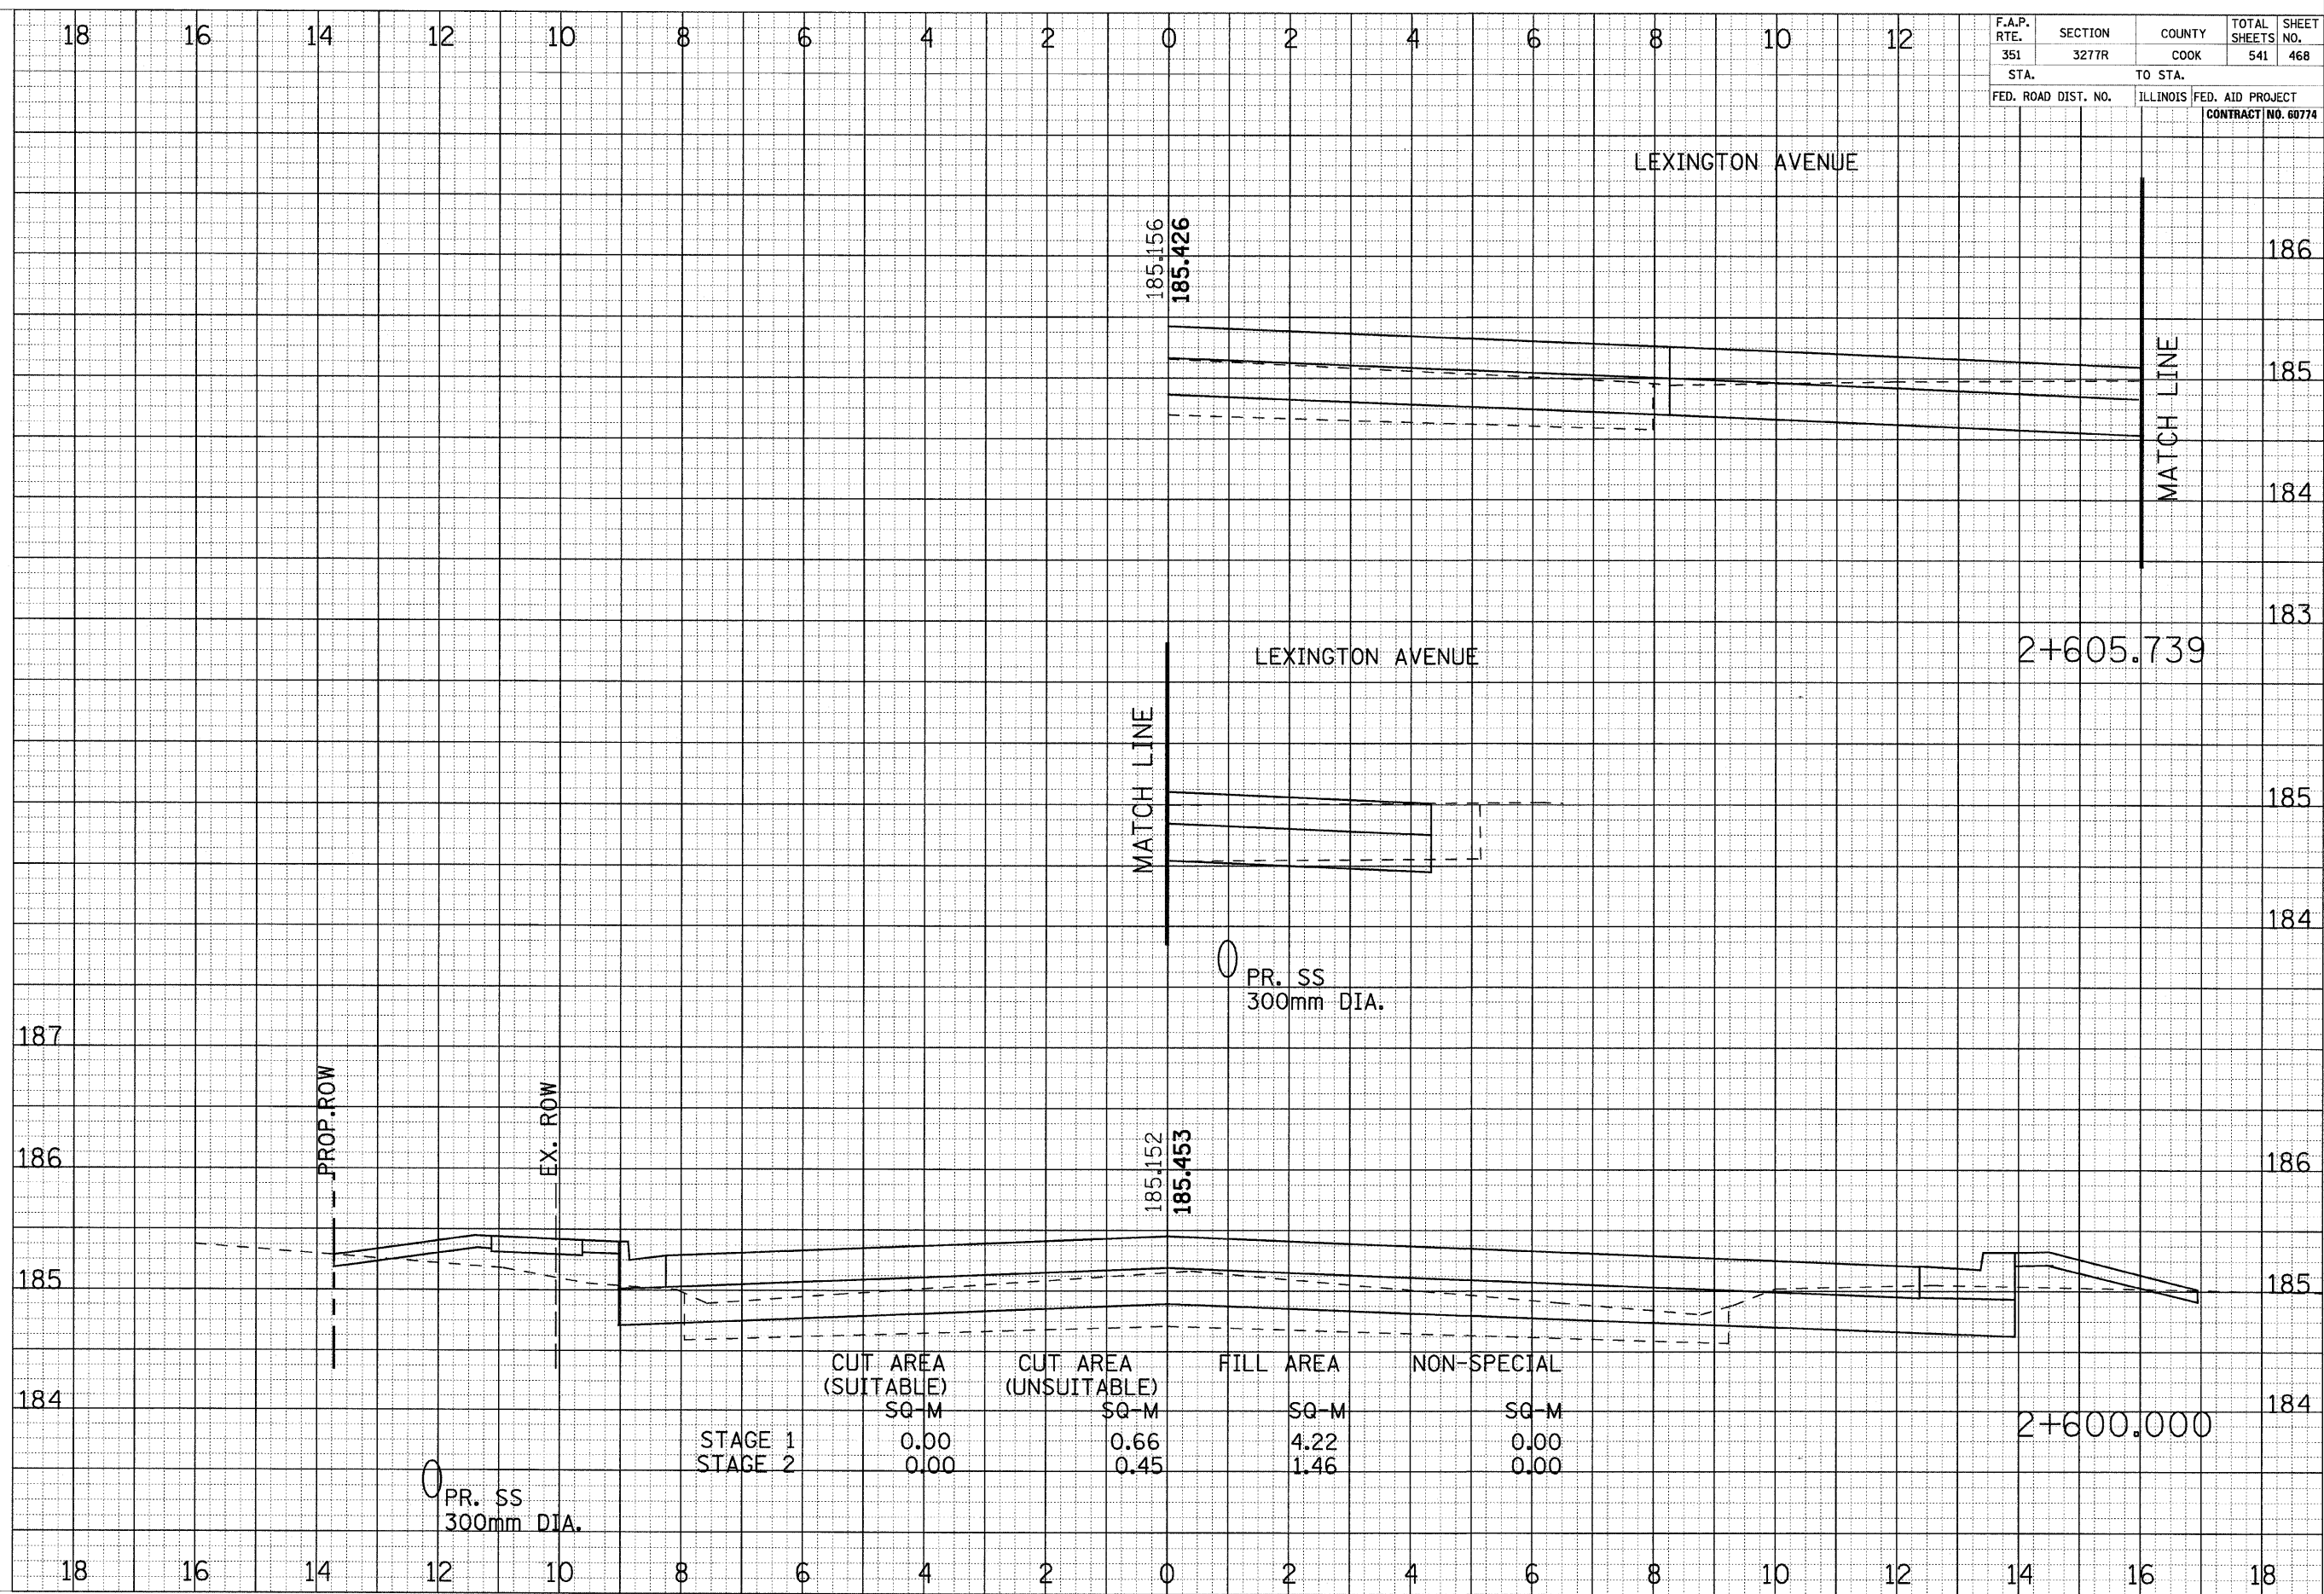 18 16 14 12 10 8 6 4 2 0 2 4 6 8 10 12
F.A.P. RTE. SECTION COUNTY TOTAL SHEETS SHEET NO.
351 3277R COOK 541 468
STA. TO STA.
FED. ROAD DIST. NO. ILLINOIS FED. AID PROJECT
CONTRACT NO. 60774
LEXINGTON AVENUE
185.156
185.426
186
MATCH LINE
185
184
183
2+605.739
LEXINGTON AVENUE
MATCH LINE
185
184
PR. SS
300mm DIA.
187
PROP.ROW
EX. ROW
185.152
185.453
186 186
185 185
CUT AREA CUT AREA FILL AREA NON-SPECIAL
(SUITABLE) (UNSUITABLE)
SQ-M SQ-M SQ-M SQ-M
184 184
2+600.000
STAGE 1 0.00 0.66 4.22 0.00
STAGE 2 0.00 0.45 1.46 0.00
PR. SS
300mm DIA.
18 16 14 12 10 8 6 4 2 0 2 4 6 8 10 12 14 16 18